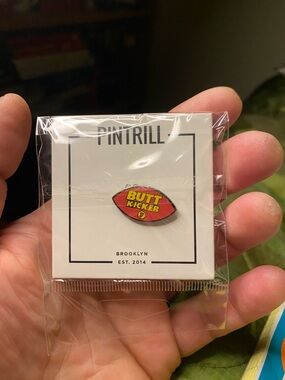 PINTRILL
BUTT
KICKER
BROOKLYN
EST. 2014